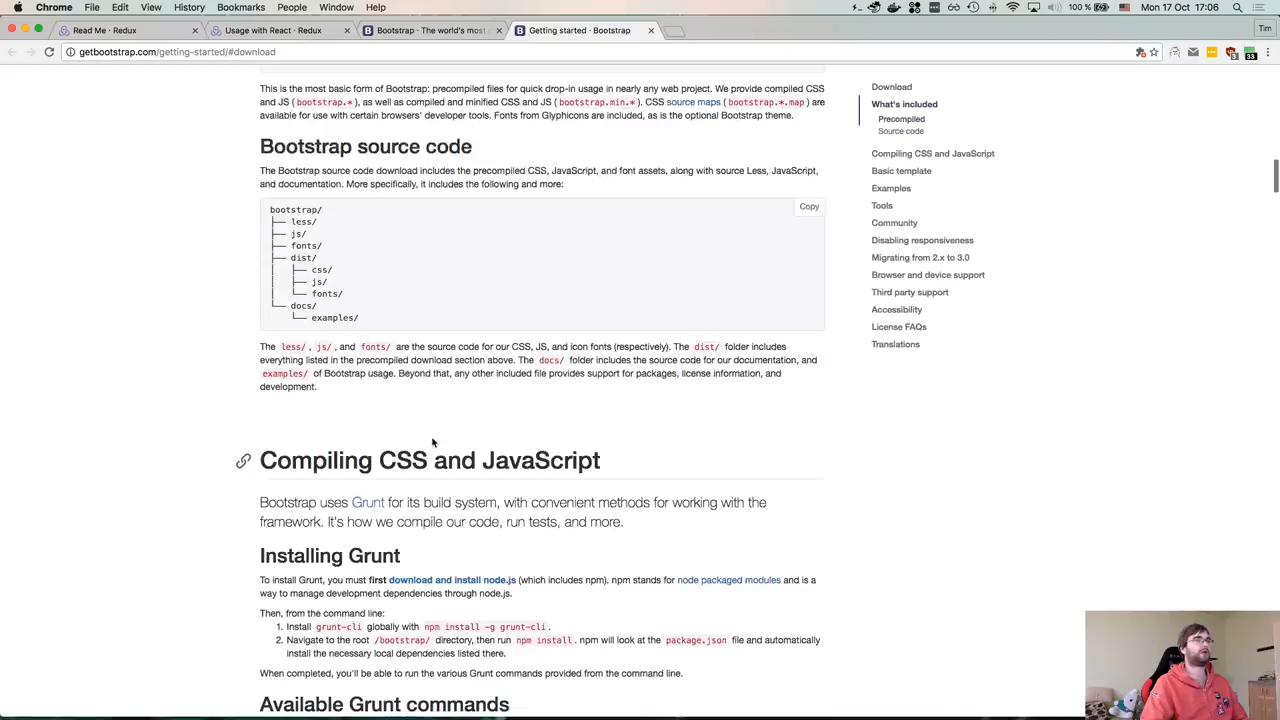 Chrome File Edit View History Bookmarks People Window Help
100 % Mon 17 Oct 17:06
Read Me · Redux
Usage with React · Redux
Bootstrap · The world's most
Getting started · Bootstrap
Tim
getbootstrap.com/getting-started/#download
This is the most basic form of Bootstrap: precompiled files for quick drop-in usage in nearly any web project. We provide compiled CSS
and JS (bootstrap.*), as well as compiled and minified CSS and JS (bootstrap.min.*). CSS source maps (bootstrap.*.map) are
available for use with certain browsers' developer tools. Fonts from Glyphicons are included, as is the optional Bootstrap theme.
Bootstrap source code
The Bootstrap source code download includes the precompiled CSS, JavaScript, and font assets, along with source Less, JavaScript,
and documentation. More specifically, it includes the following and more:
Copy
bootstrap/
├── less/
├── js/
├── fonts/
├── dist/
│   ├── css/
│   ├── js/
│   └── fonts/
└── docs/
    └── examples/
The less/, js/, and fonts/ are the source code for our CSS, JS, and icon fonts (respectively). The dist/ folder includes
everything listed in the precompiled download section above. The docs/ folder includes the source code for our documentation, and
examples/ of Bootstrap usage. Beyond that, any other included file provides support for packages, license information, and
development.
Compiling CSS and JavaScript
Bootstrap uses Grunt for its build system, with convenient methods for working with the
framework. It's how we compile our code, run tests, and more.
Installing Grunt
To install Grunt, you must first download and install node.js (which includes npm). npm stands for node packaged modules and is a
way to manage development dependencies through node.js.
Then, from the command line:
1. Install grunt-cli globally with npm install -g grunt-cli.
2. Navigate to the root /bootstrap/ directory, then run npm install. npm will look at the package.json file and automatically
install the necessary local dependencies listed there.
When completed, you'll be able to run the various Grunt commands provided from the command line.
Available Grunt commands
Download
What's included
Precompiled
Source code
Compiling CSS and JavaScript
Basic template
Examples
Tools
Community
Disabling responsiveness
Migrating from 2.x to 3.0
Browser and device support
Third party support
Accessibility
License FAQs
Translations